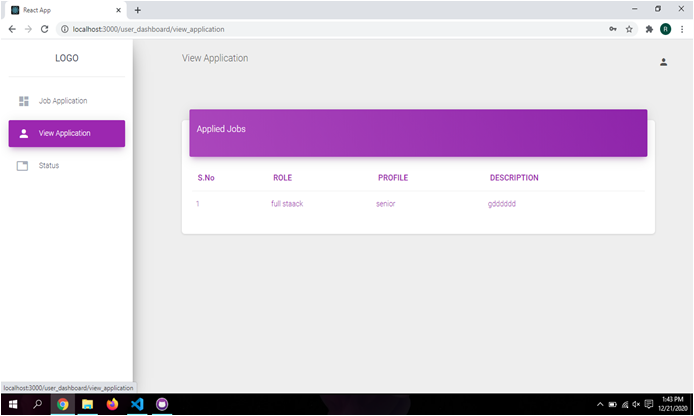 React App
localhost:3000/user_dashboard/view_application
R
LOGO
View Application
Job Application
View Application
Status
Applied Jobs
S.No ROLE PROFILE DESCRIPTION
1 full staack senior gdddddd
localhost:3000/user_dashboard/view_application
1:43 PM
12/21/2020